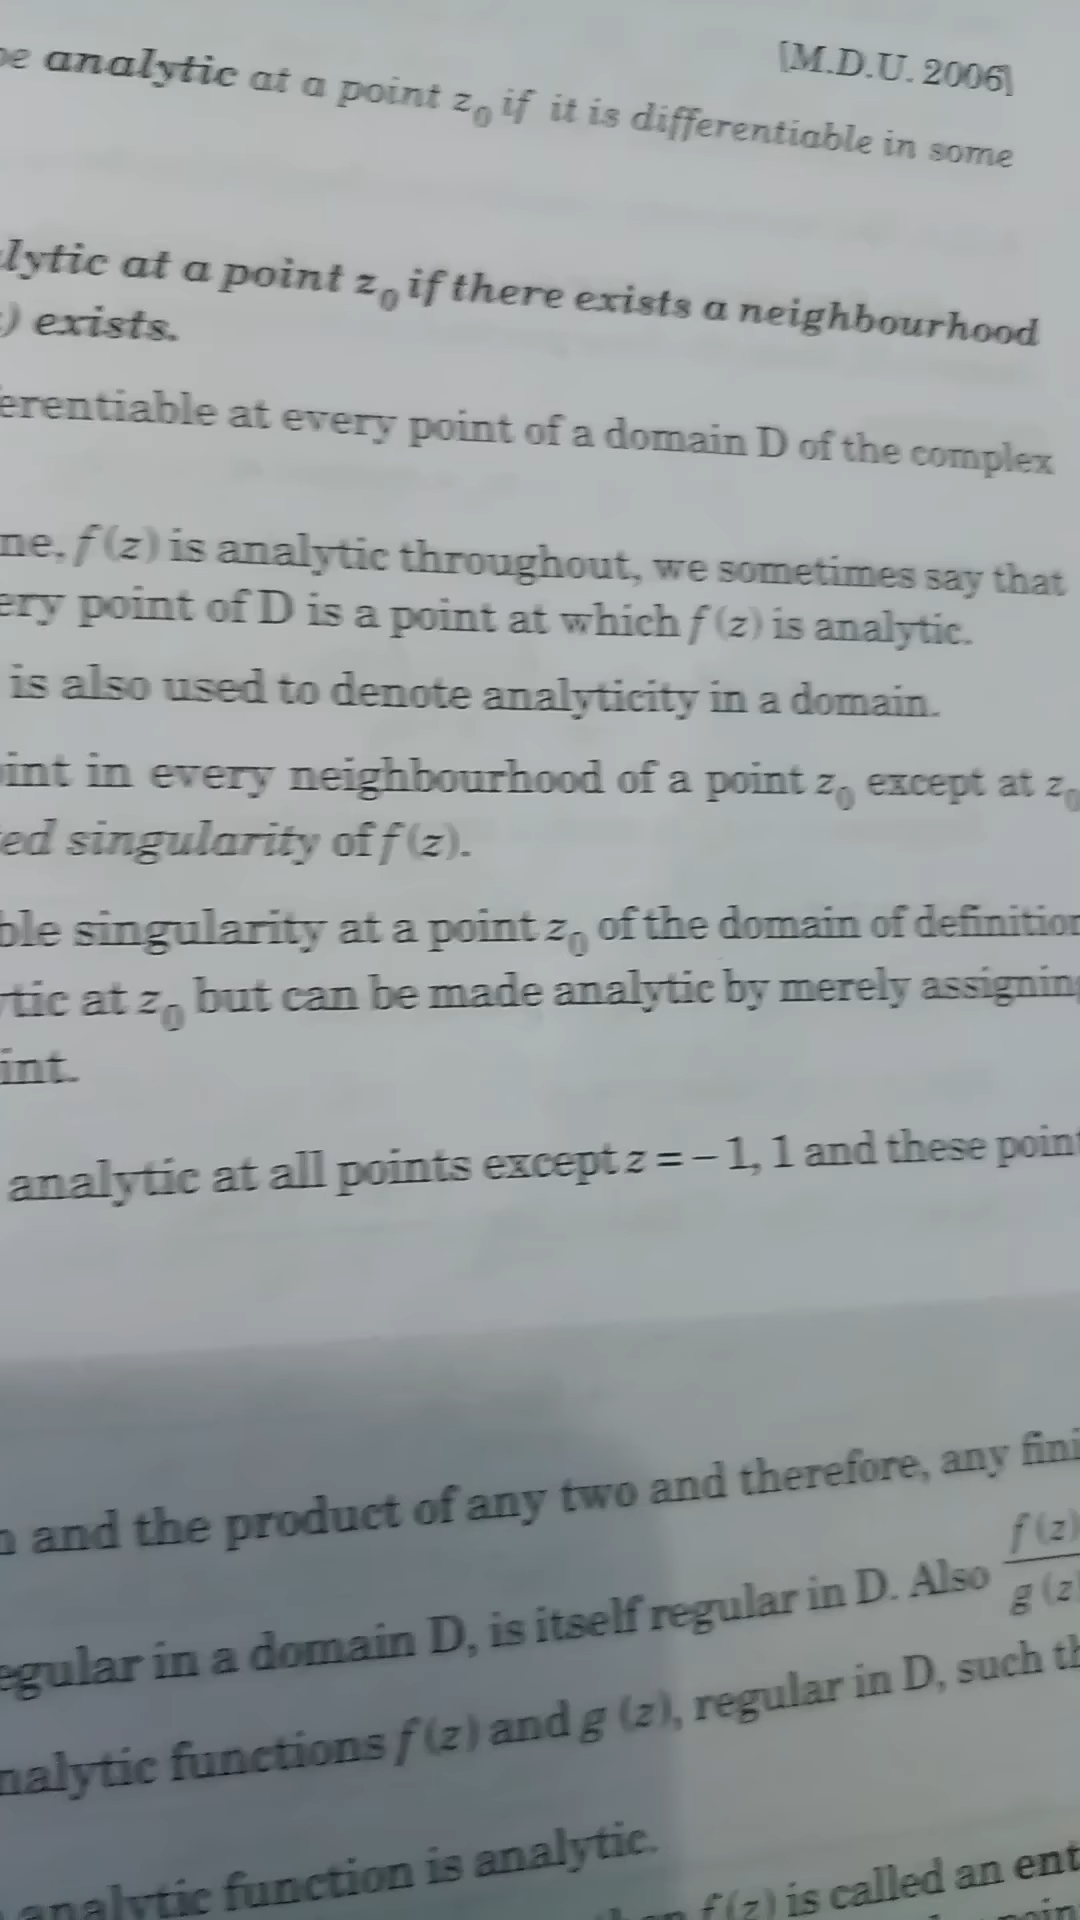 [M.D.U. 2006]
be analytic at a point z₀ if it is differentiable in some
lytic at a point z₀ if there exists a neighbourhood
) exists.
erentiable at every point of a domain D of the complex
ne, f (z) is analytic throughout, we sometimes say that
ery point of D is a point at which f (z) is analytic.
is also used to denote analyticity in a domain.
int in every neighbourhood of a point z₀ except at z₀
ed singularity of f (z).
ble singularity at a point z₀ of the domain of definition
tic at z₀ but can be made analytic by merely assigning
int.
analytic at all points except z = – 1, 1 and these point
and the product of any two and therefore, any fini
egular in a domain D, is itself regular in D. Also f (z) / g (z
nalytic functions f (z) and g (z), regular in D, such th
analytic function is analytic.
f (z) is called an ent